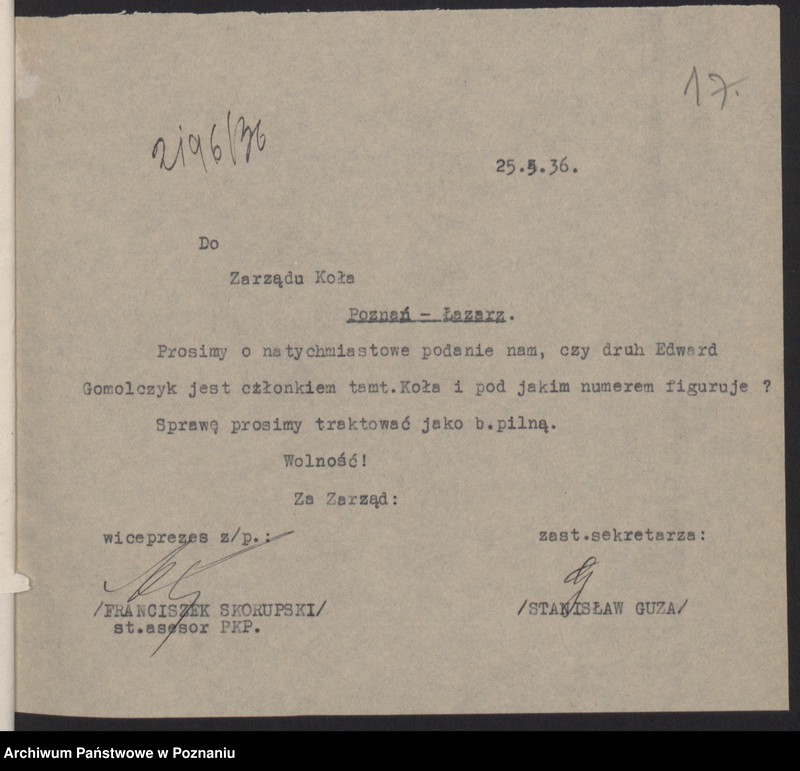 17.
2196/36
25.5.36.
Do
Zarządu Koła
Poznań - Łazarz.
Prosimy o natychmiastowe podanie nam, czy druh Edward
Gomolczyk jest członkiem tamt.Koła i pod jakim numerem figuruje ?
Sprawę prosimy traktować jako b.pilną.
Wolność!
Za Zarząd:
wiceprezes z/p.:
zast.sekretarza:
/FRANCISZEK SKORUPSKI/
/STANISŁAW GUZA/
st.asesor PKP.
Archiwum Państwowe w Poznaniu